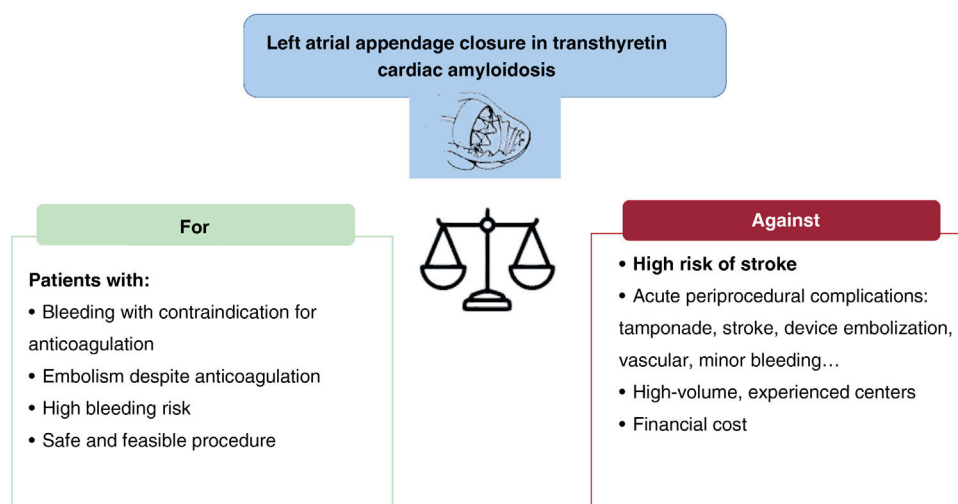 Left atrial appendage closure in transthyretin
cardiac amyloidosis
For
Patients with:
• Bleeding with contraindication for
anticoagulation
• Embolism despite anticoagulation
• High bleeding risk
• Safe and feasible procedure
Against
• High risk of stroke
• Acute periprocedural complications:
tamponade, stroke, device embolization,
vascular, minor bleeding…
• High-volume, experienced centers
• Financial cost